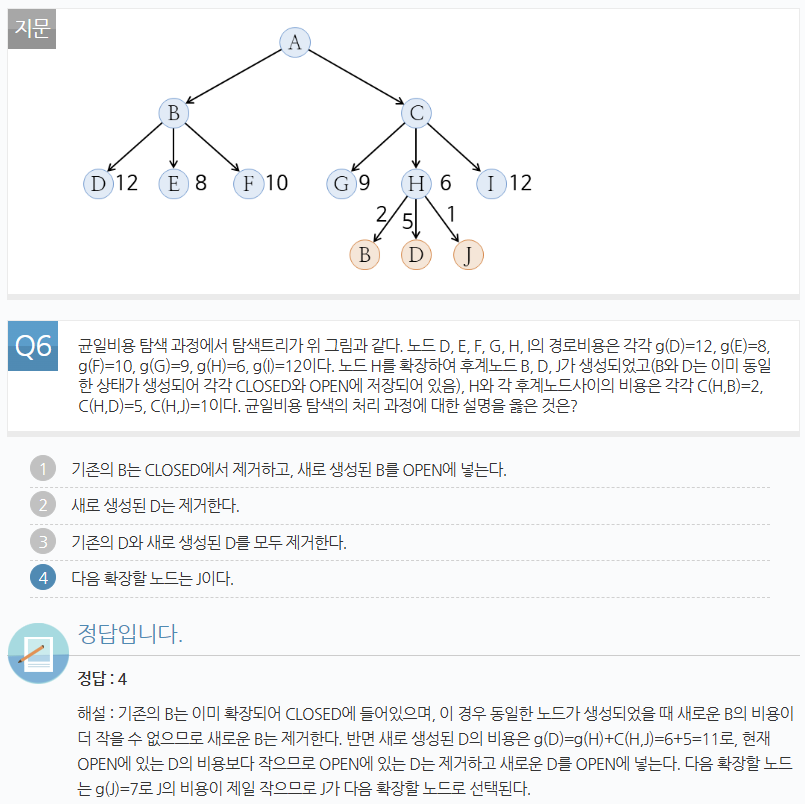 지문
A
B C
D 12 E 8 F 10 G 9 H 6 I 12
2 5 1
B D J
Q6
균일비용 탐색 과정에서 탐색트리가 위 그림과 같다. 노드 D, E, F, G, H, I의 경로비용은 각각 g(D)=12, g(E)=8,
g(F)=10, g(G)=9, g(H)=6, g(I)=12이다. 노드 H를 확장하여 후계노드 B, D, J가 생성되었고(B와 D는 이미 동일
한 상태가 생성되어 각각 CLOSED와 OPEN에 저장되어 있음), H와 각 후계노드사이의 비용은 각각 C(H,B)=2,
C(H,D)=5, C(H,J)=1이다. 균일비용 탐색의 처리 과정에 대한 설명을 옳은 것은?
1 기존의 B는 CLOSED에서 제거하고, 새로 생성된 B를 OPEN에 넣는다.
2 새로 생성된 D는 제거한다.
3 기존의 D와 새로 생성된 D를 모두 제거한다.
4 다음 확장할 노드는 J이다.
정답입니다.
정답 : 4
해설 : 기존의 B는 이미 확장되어 CLOSED에 들어있으며, 이 경우 동일한 노드가 생성되었을 때 새로운 B의 비용이
더 작을 수 없으므로 새로운 B는 제거한다. 반면 새로 생성된 D의 비용은 g(D)=g(H)+C(H,J)=6+5=11로, 현재
OPEN에 있는 D의 비용보다 작으므로 OPEN에 있는 D는 제거하고 새로운 D를 OPEN에 넣는다. 다음 확장할 노드
는 g(J)=7로 J의 비용이 제일 작으므로 J가 다음 확장할 노드로 선택된다.